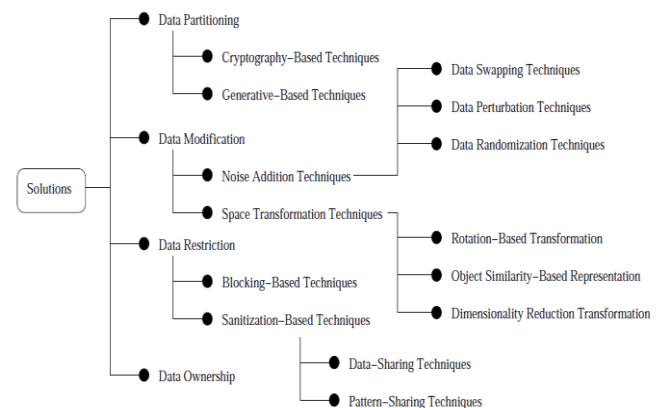 Solutions
Data Partitioning
Cryptography–Based Techniques
Generative–Based Techniques
Data Modification
Noise Addition Techniques
Data Swapping Techniques
Data Perturbation Techniques
Data Randomization Techniques
Space Transformation Techniques
Rotation–Based Transformation
Object Similarity–Based Representation
Dimensionality Reduction Transformation
Data Restriction
Blocking–Based Techniques
Sanitization–Based Techniques
Data–Sharing Techniques
Pattern–Sharing Techniques
Data Ownership